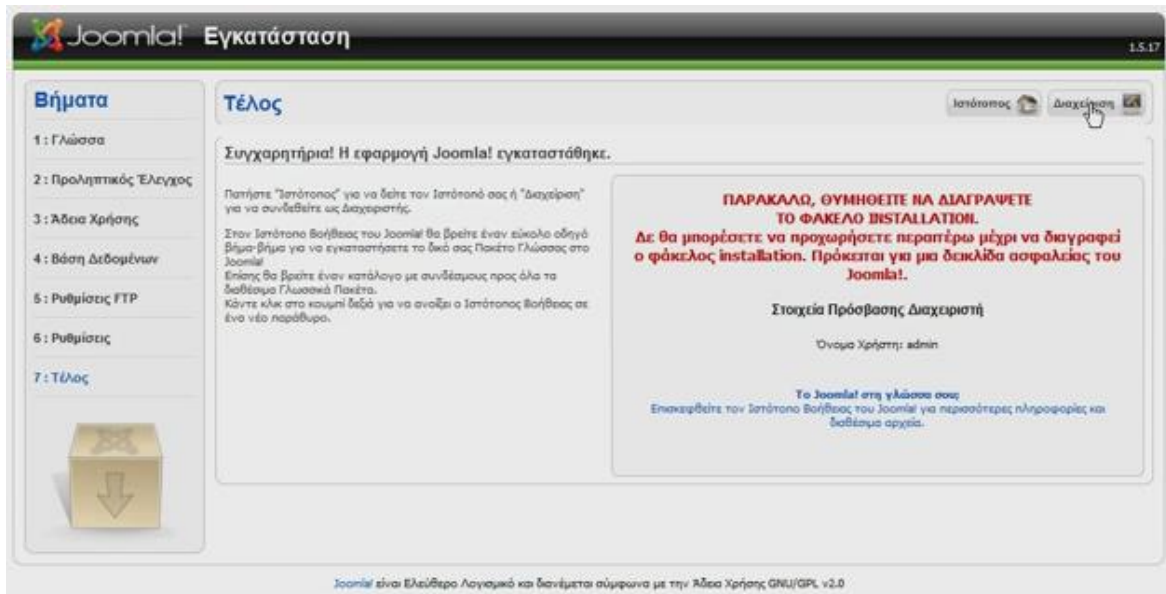 Joomla! Εγκατάσταση
1.5.17
Βήματα
1 : Γλώσσα
2 : Προληπτικός Έλεγχος
3 : Άδεια Χρήσης
4 : Βάση Δεδομένων
5 : Ρυθμίσεις FTP
6 : Ρυθμίσεις
7 : Τέλος
Τέλος
Ιστότοπος
Διαχείριση
Συγχαρητήρια! Η εφαρμογή Joomla! εγκαταστάθηκε.
Πατήστε "Ιστότοπος" για να δείτε τον Ιστότοπό σας ή "Διαχείριση"
για να συνδεθείτε ως Διαχειριστής.
Στον Ιστότοπο Βοήθειας του Joomla! θα βρείτε έναν εύκολο οδηγό
βήμα-βήμα για να εγκαταστήσετε το δικό σας Πακέτο Γλώσσας στο
Joomla!
Επίσης θα βρείτε έναν κατάλογο με συνδέσμους προς όλα τα
διαθέσιμα Γλωσσικά Πακέτα.
Κάντε κλικ στο κουμπί δεξιά για να ανοίξει ο Ιστότοπος Βοήθειας σε
ένα νέο παράθυρο.
ΠΑΡΑΚΑΛΩ, ΘΥΜΗΘΕΙΤΕ ΝΑ ΔΙΑΓΡΑΨΕΤΕ
ΤΟ ΦΑΚΕΛΟ INSTALLATION.
Δε θα μπορέσετε να προχωρήσετε περαιτέρω μέχρι να διαγραφεί
ο φάκελος installation. Πρόκειται για μια δεικλίδα ασφαλείας του
Joomla!.
Στοιχεία Πρόσβασης Διαχειριστή
Όνομα Χρήστη: admin
Το Joomla! στη γλώσσα σου;
Επισκεφθείτε τον Ιστότοπο Βοήθειας του Joomla! για περισσότερες πληροφορίες και
διαθέσιμα αρχεία.
Joomla! είναι Ελεύθερο Λογισμικό και διανέμεται σύμφωνα με την Άδεια Χρήσης GNU/GPL v2.0